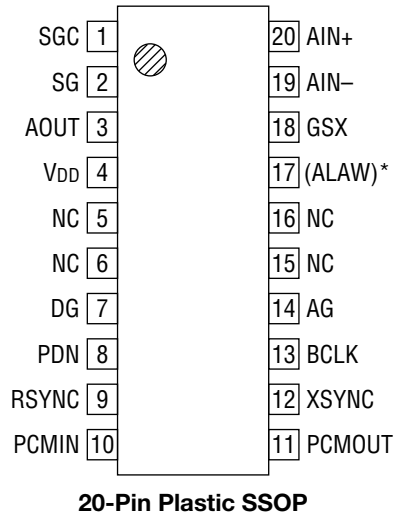 SGC 1 20 AIN+
SG 2 19 AIN–
AOUT 3 18 GSX
VDD 4 17 (ALAW)*
NC 5 16 NC
NC 6 15 NC
DG 7 14 AG
PDN 8 13 BCLK
RSYNC 9 12 XSYNC
PCMIN 10 11 PCMOUT
20-Pin Plastic SSOP